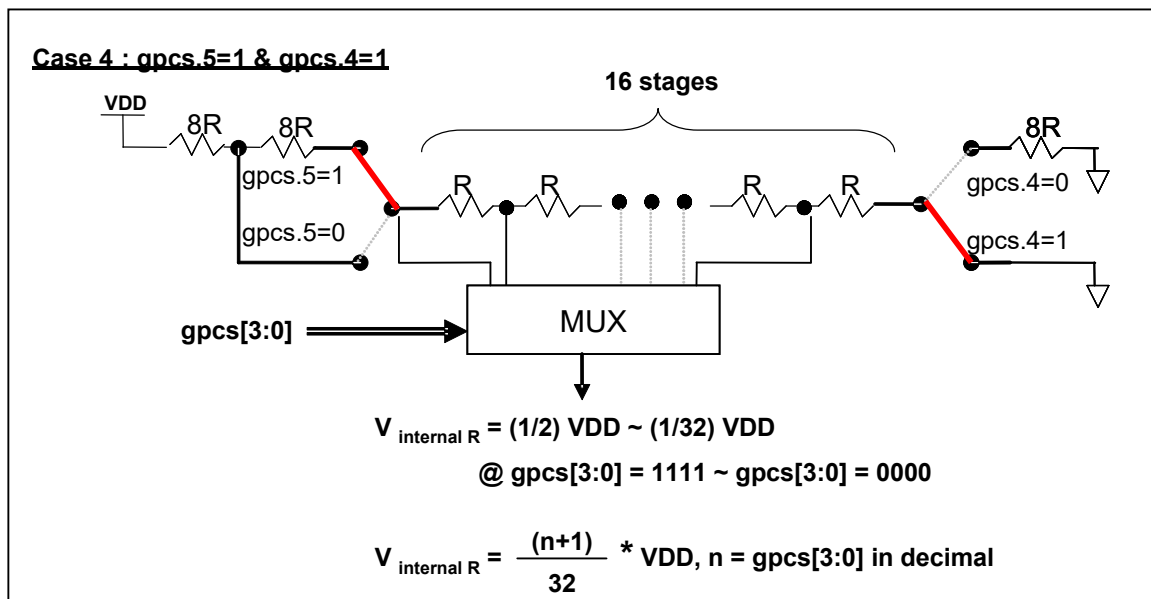 Case 4 : gpcs.5=1 & gpcs.4=1
16 stages
VDD
8R
8R
8R
gpcs.5=1
R
R
R
R
gpcs.4=0
gpcs.5=0
gpcs.4=1
MUX
gpcs[3:0]
V internal R = (1/2) VDD ~ (1/32) VDD
@ gpcs[3:0] = 1111 ~ gpcs[3:0] = 0000
V internal R = (n+1) / 32 * VDD, n = gpcs[3:0] in decimal